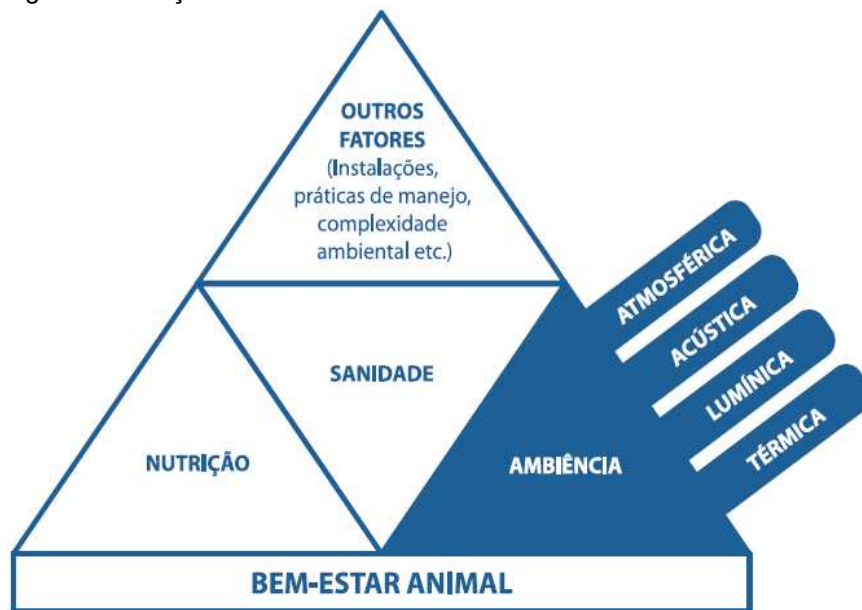 OUTROS
FATORES
(Instalações,
práticas de manejo,
complexidade
ambiental etc.)
ATMOSFÉRICA
ACÚSTICA
LUMÍNICA
TÉRMICA
SANIDADE
NUTRIÇÃO
AMBIÊNCIA
BEM-ESTAR ANIMAL